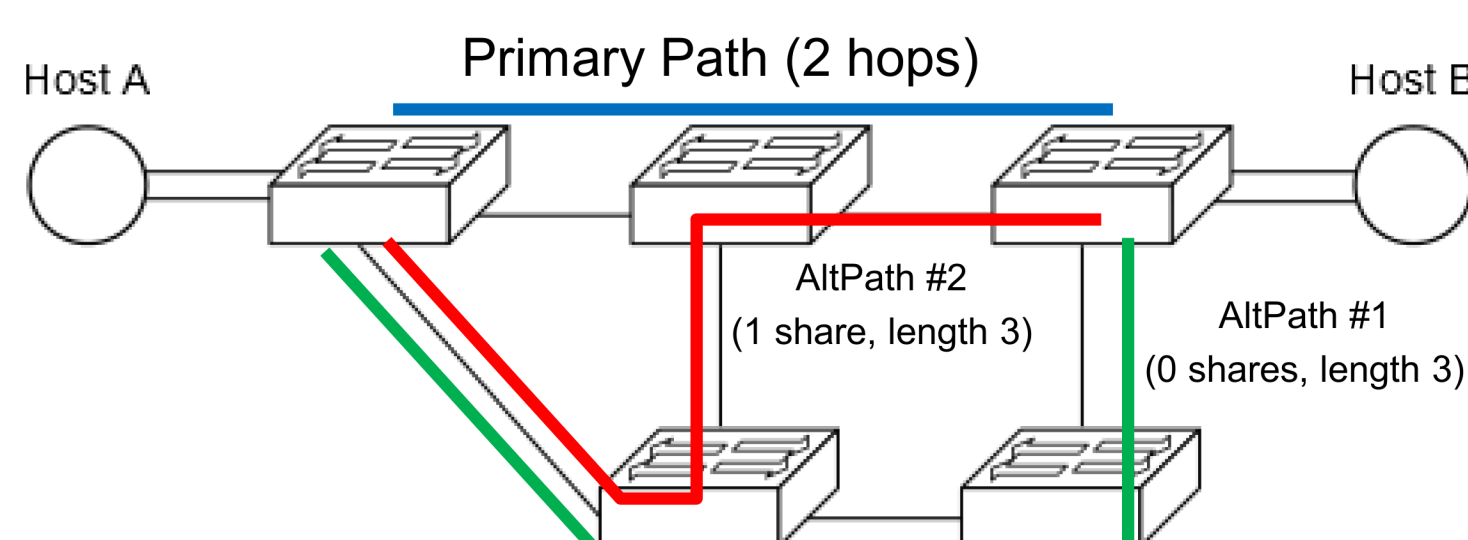 Primary Path (2 hops)
Host A
Host B
AltPath #2
(1 share, length 3)
AltPath #1
(0 shares, length 3)